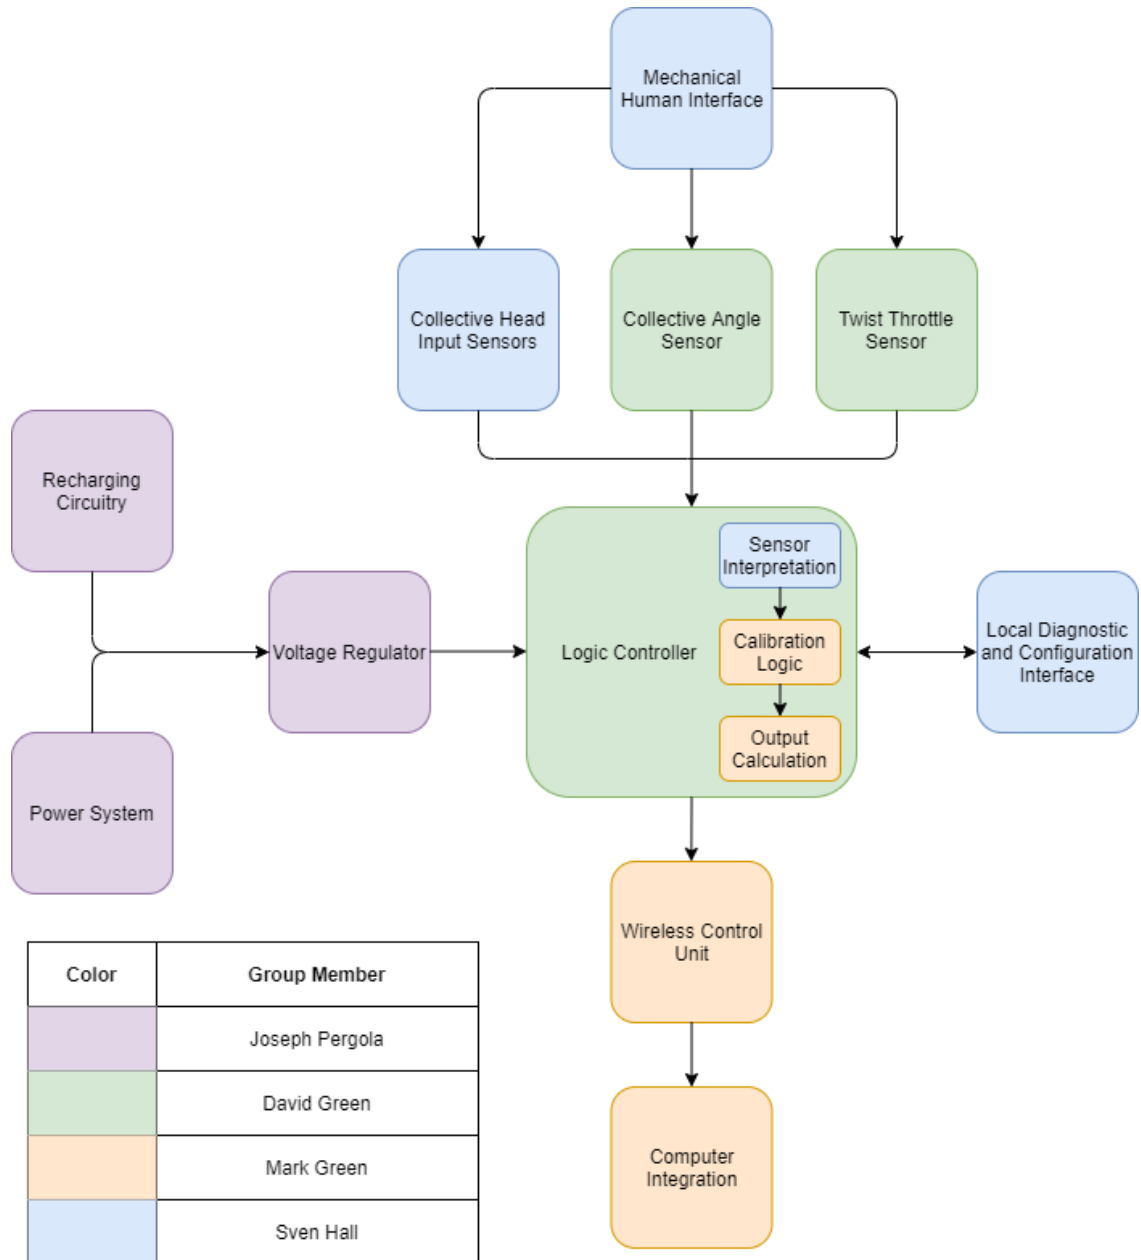 Mechanical
Human Interface
Collective Head
Input Sensors
Collective Angle
Sensor
Twist Throttle
Sensor
Recharging
Circuitry
Voltage Regulator
Power System
Logic Controller
Sensor
Interpretation
Calibration
Logic
Output
Calculation
Local Diagnostic
and Configuration
Interface
Wireless Control
Unit
Computer
Integration
Color Group Member
Joseph Pergola
David Green
Mark Green
Sven Hall